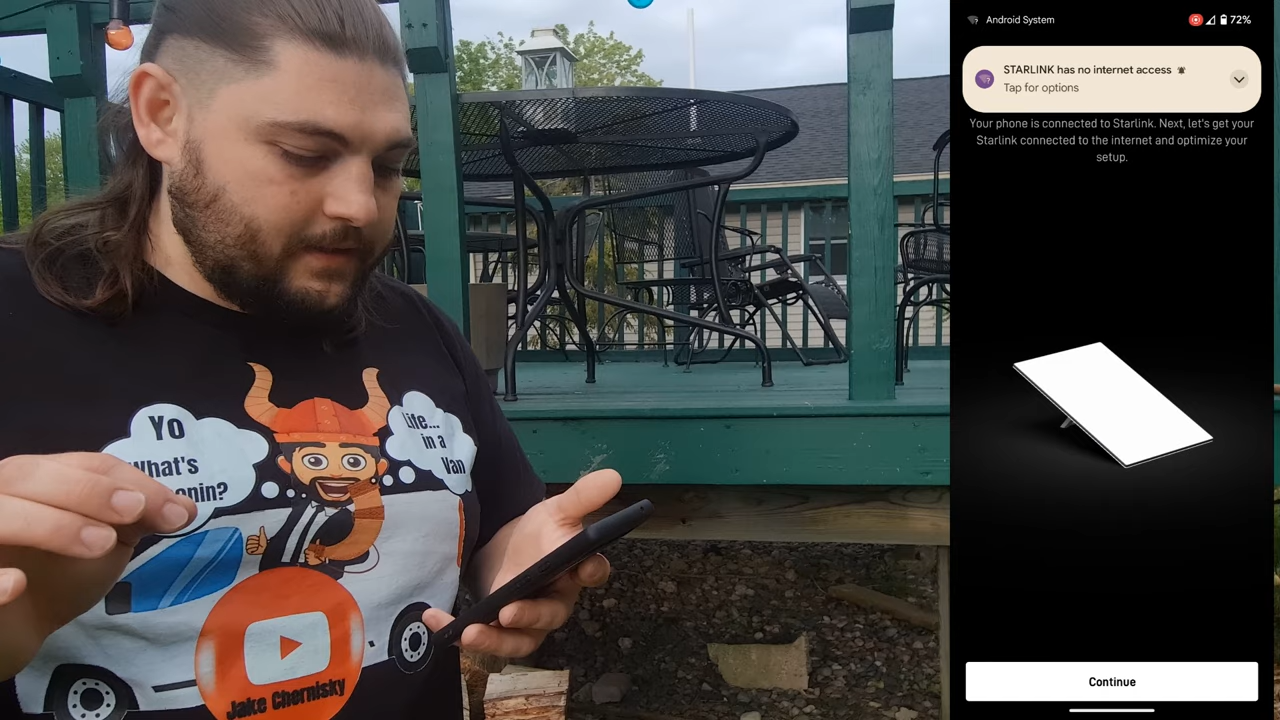 Yo
What's
Life...
in a
Van
Jake Chernisky
Android System
72%
STARLINK has no internet access
Tap for options
Your phone is connected to Starlink. Next, let's get your
Starlink connected to the internet and optimize your
setup.
Continue